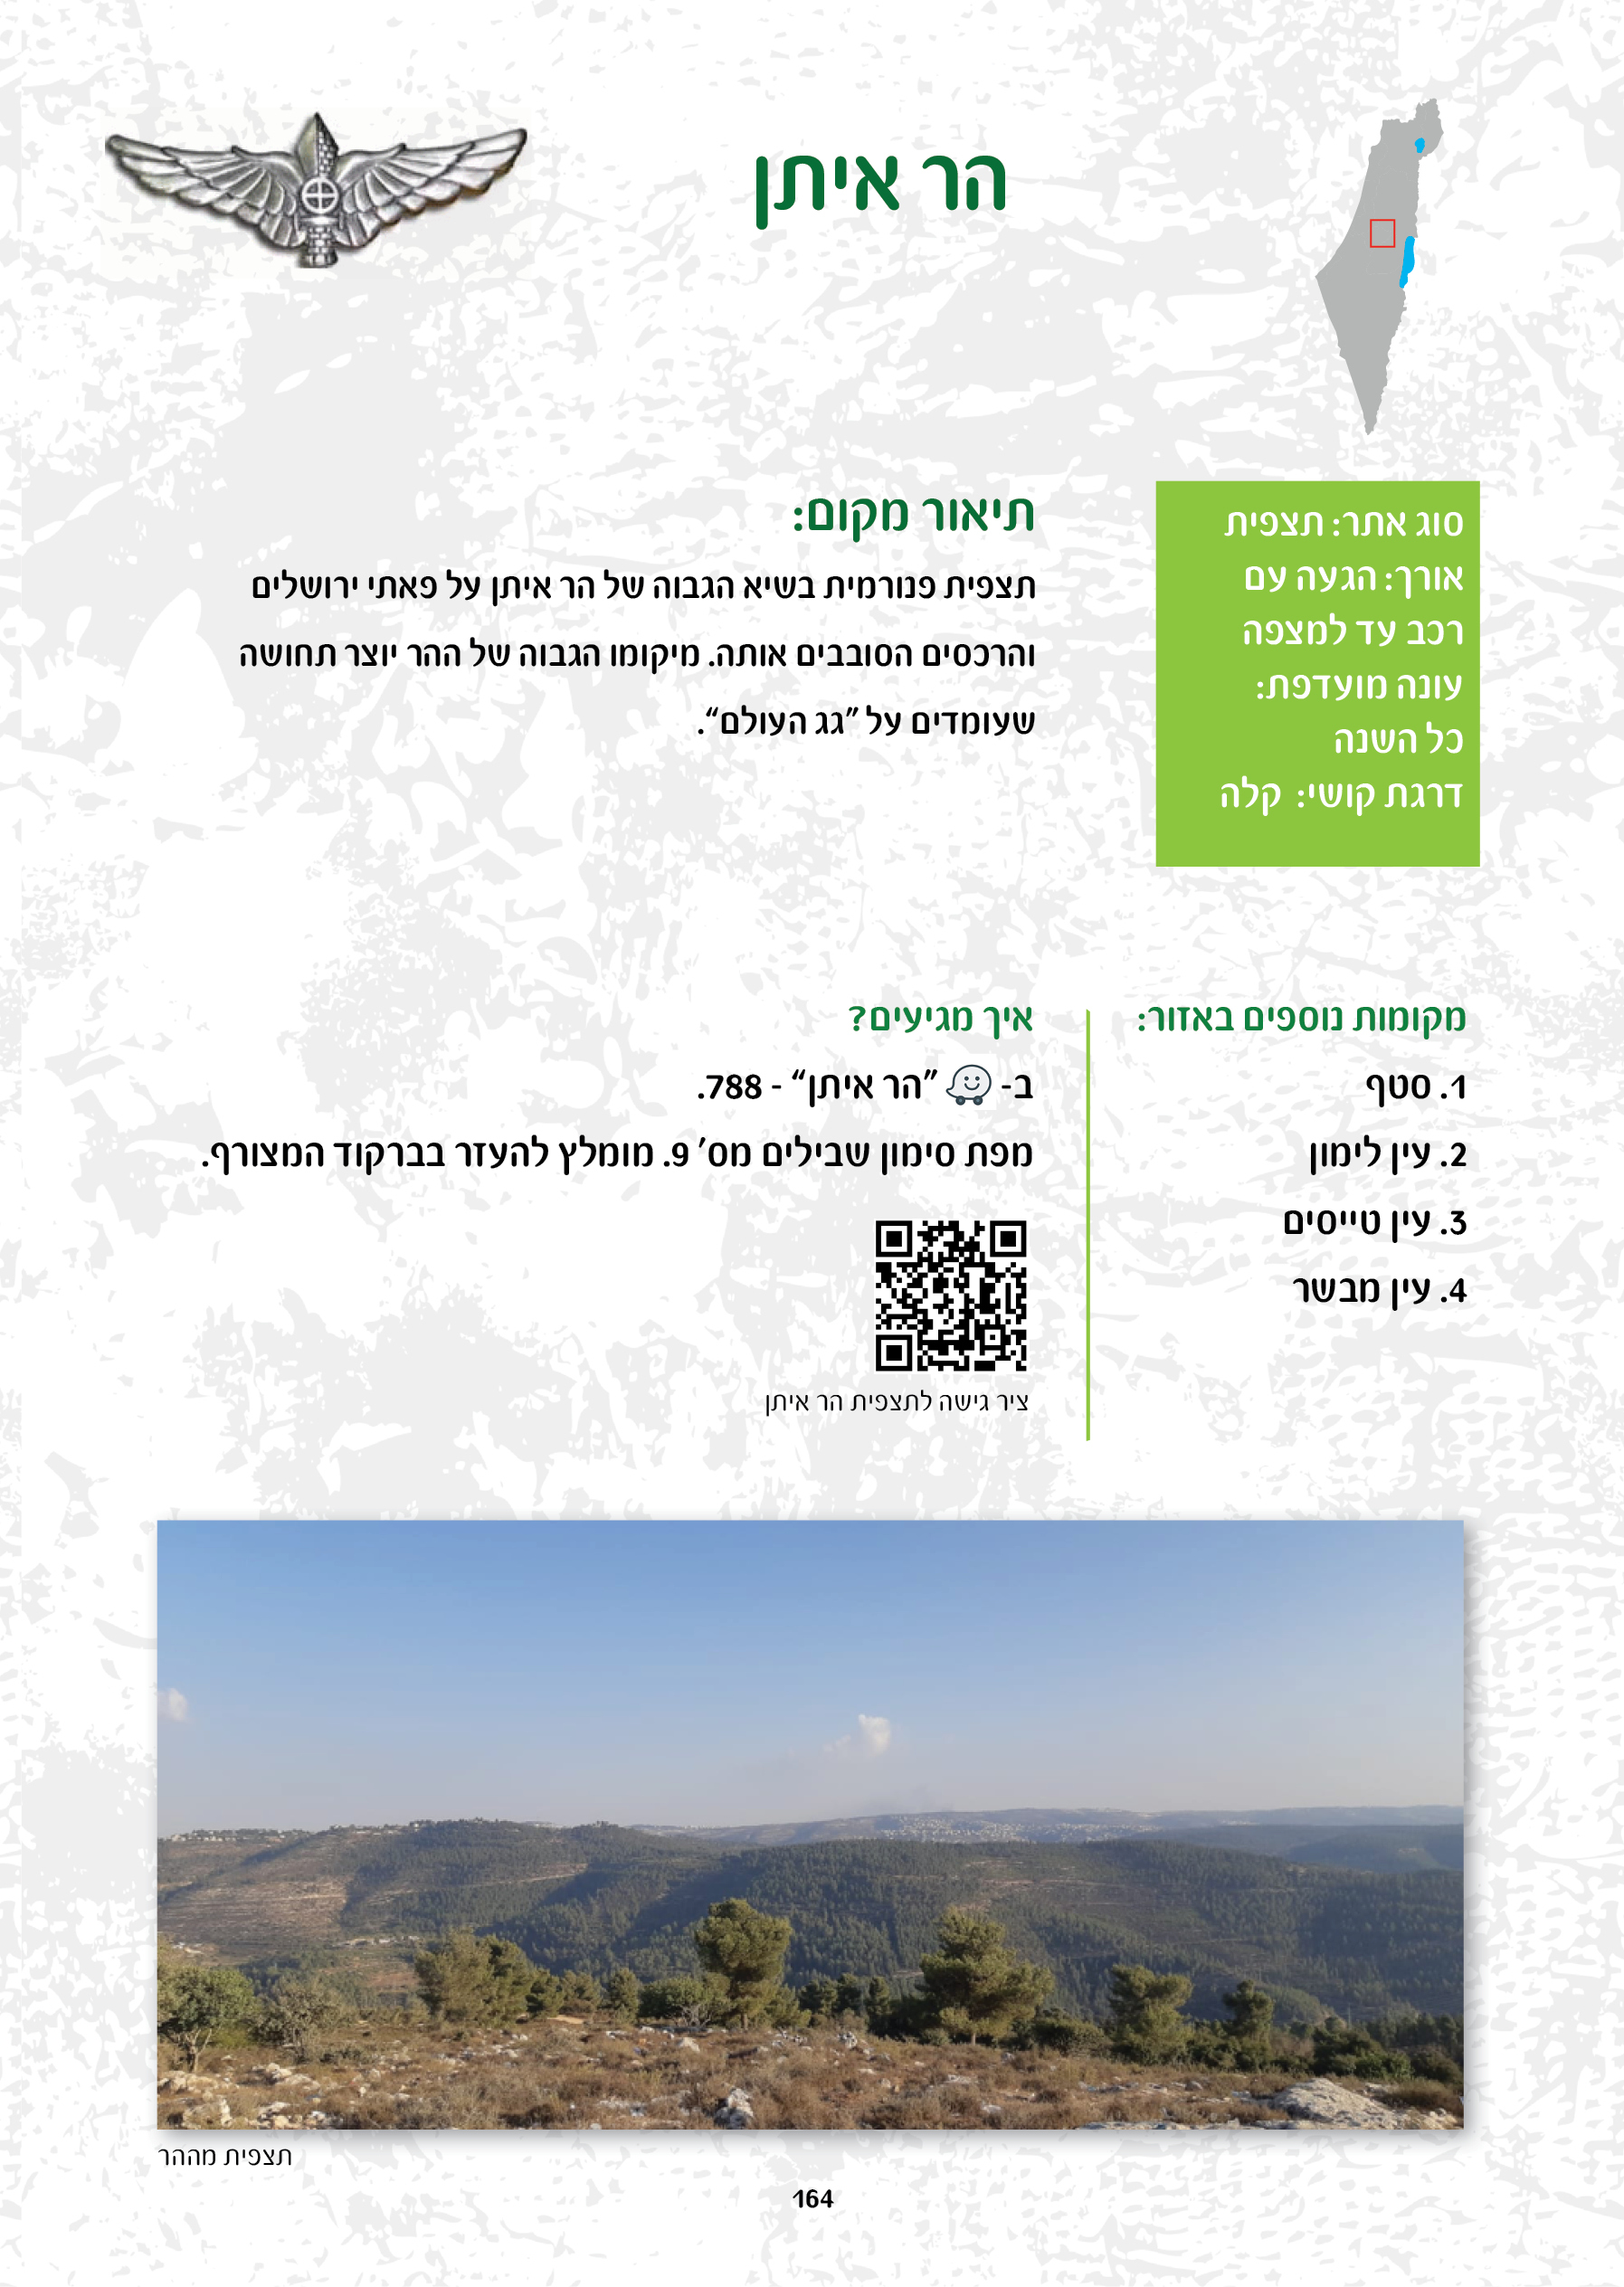 הר איתן
סוג אתר: תצפית
אורך: הגעה עם
רכב עד למצפה
עונה מועדפת:
כל השנה
דרגת קושי: קלה
תיאור מקום:
תצפית פנורמית בשיא הגבוה של הר איתן על פאתי ירושלים
והרכסים הסובבים אותה. מיקומו הגבוה של ההר יוצר תחושה
שעומדים על "גג העולם".
מקומות נוספים באזור:
1. סטף
2. עין לימון
3. עין טייסים
4. עין מבשר
איך מגיעים?
ב- "הר איתן" - 788.
מפת סימון שבילים מס' 9. מומלץ להעזר בברקוד המצורף.
ציר גישה לתצפית הר איתן
תצפית מההר
164